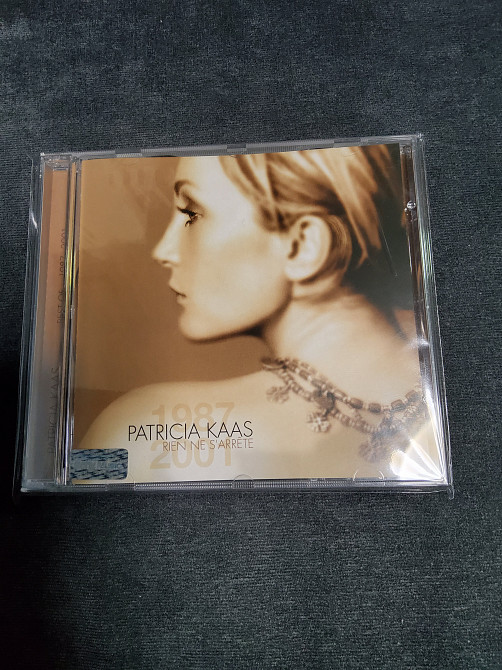 1987
PATRICIA KAAS
RIEN NE S'ARRÊTE
2001